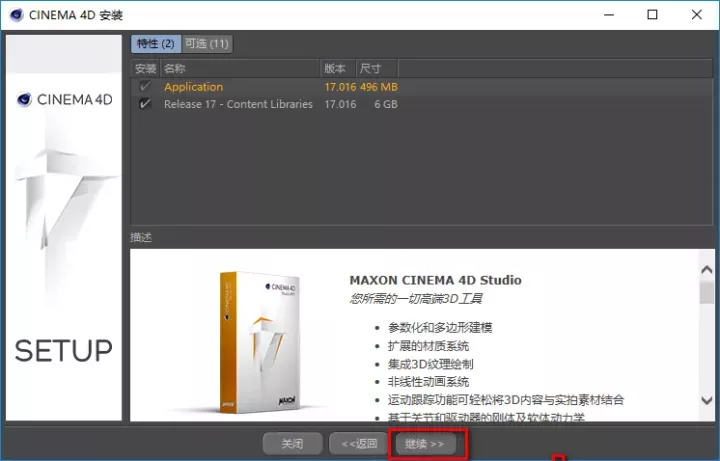 CINEMA 4D 安装
特性 (2) 可选 (11)
安装 名称 版本 尺寸
Application 17.016 496 MB
Release 17 - Content Libraries 17.016 6 GB
CINEMA 4D
SETUP
描述
CINEMA 4D
MAXON
MAXON CINEMA 4D Studio
您所需的一切高端3D工具
• 参数化和多边形建模
• 扩展的材质系统
• 集成3D纹理绘制
• 非线性动画系统
• 运动跟踪功能可轻松将3D内容与实拍素材结合
• 基于关节和驱动器的刚体及软体动力学
关闭 <<返回 继续 >>